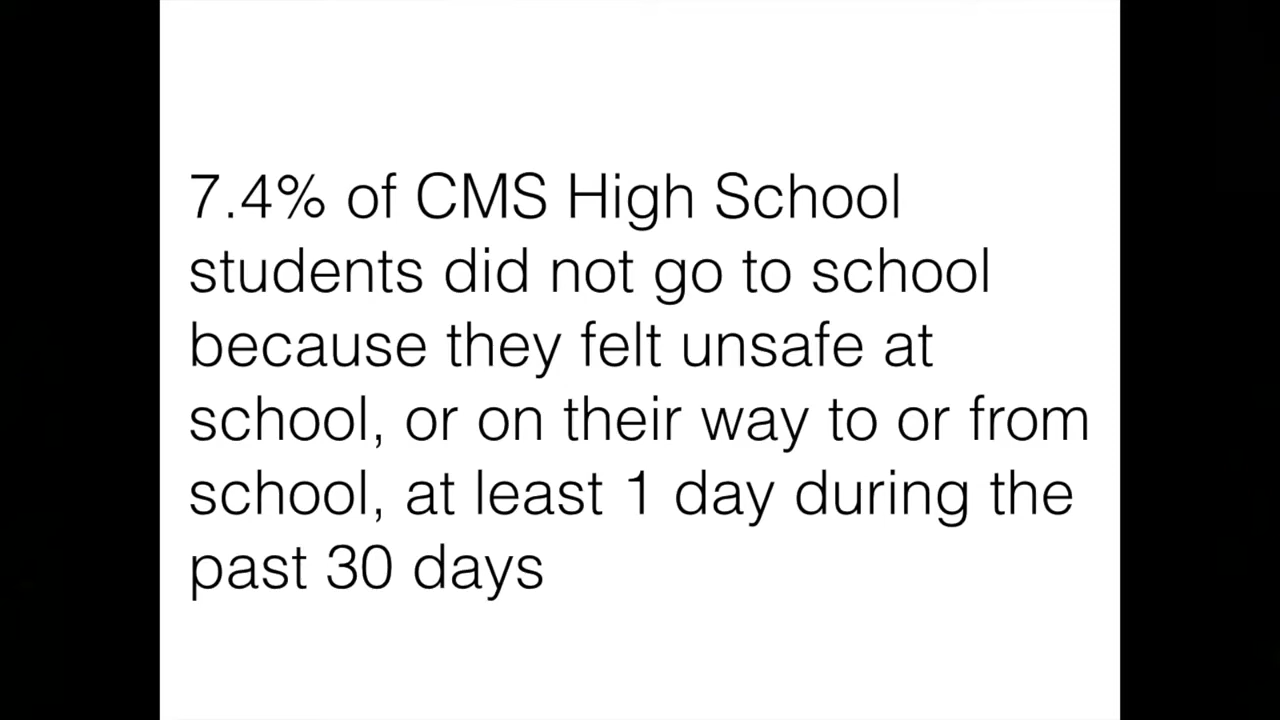 7.4% of CMS High School
students did not go to school
because they felt unsafe at
school, or on their way to or from
school, at least 1 day during the
past 30 days